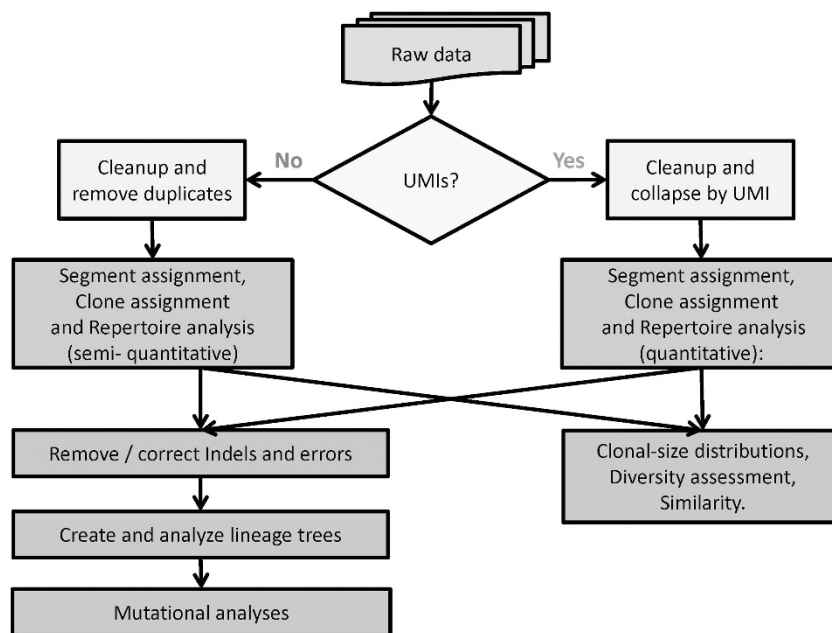 Raw data
No
Yes
Cleanup and
remove duplicates
UMIs?
Cleanup and
collapse by UMI
Segment assignment,
Clone assignment
and Repertoire analysis
(semi- quantitative)
Segment assignment,
Clone assignment
and Repertoire analysis
(quantitative):
Remove / correct Indels and errors
Clonal-size distributions,
Diversity assessment,
Similarity.
Create and analyze lineage trees
Mutational analyses